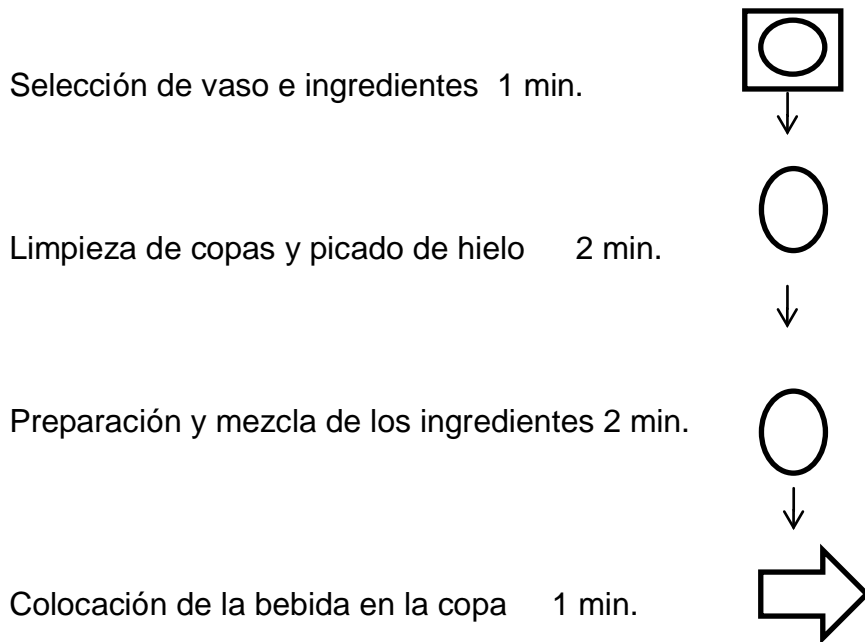 Selección de vaso e ingredientes 1 min.
Limpieza de copas y picado de hielo 2 min.
Preparación y mezcla de los ingredientes 2 min.
Colocación de la bebida en la copa 1 min.